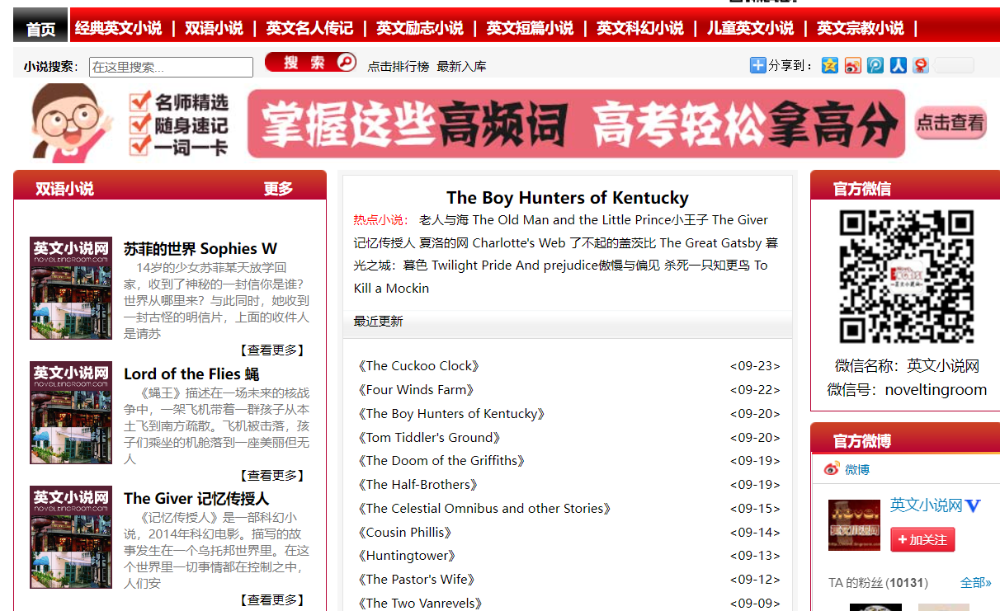 首页
经典英文小说 | 双语小说 | 英文名人传记 | 英文励志小说 | 英文短篇小说 | 英文科幻小说 | 儿童英文小说 | 英文宗教小说 |
小说搜索： 在这里搜索... 搜 索 点击排行榜 最新入库 分享到：
名师精选
随身速记
一词一卡
掌握这些高频词 高考轻松拿高分
点击查看
双语小说 更多
英文小说网
NOVELTINGROOM.COM
苏菲的世界 Sophies W
14岁的少女苏菲某天放学回
家，收到了神秘的一封信你是谁？
世界从哪里来？与此同时，她收到
一封古怪的明信片，上面的收件人
是请苏
【查看更多】
英文小说网
NOVELTINGROOM.COM
Lord of the Flies 蝇
《蝇王》描述在一场未来的核战
争中，一架飞机带着一群孩子从本
土飞到南方疏散。飞机被击落，孩
子们乘坐的机舱落到一座美丽但无
人
【查看更多】
英文小说网
NOVELTINGROOM.COM
The Giver 记忆传授人
《记忆传授人》是一部科幻小
说，2014年科幻电影。描写的故
事发生在一个乌托邦世界里。在这
个世界里一切事情都在控制之中，
人们安
【查看更多】
The Boy Hunters of Kentucky
热点小说： 老人与海 The Old Man and the Little Prince小王子 The Giver
记忆传授人 夏洛的网 Charlotte's Web 了不起的盖茨比 The Great Gatsby 暮
光之城：暮色 Twilight Pride And prejudice傲慢与偏见 杀死一只知更鸟 To
Kill a Mockin
最近更新
《The Cuckoo Clock》 <09-23>
《Four Winds Farm》 <09-22>
《The Boy Hunters of Kentucky》 <09-20>
《Tom Tiddler's Ground》 <09-20>
《The Doom of the Griffiths》 <09-19>
《The Half-Brothers》 <09-19>
《The Celestial Omnibus and other Stories》 <09-15>
《Cousin Phillis》 <09-14>
《Huntingtower》 <09-13>
《The Pastor's Wife》 <09-12>
《The Two Vanrevels》 <09-09>
官方微信
微信名称：英文小说网
微信号：noveltingroom
官方微博
微博
英文小说网
+加关注
TA 的粉丝(10131) 全部»